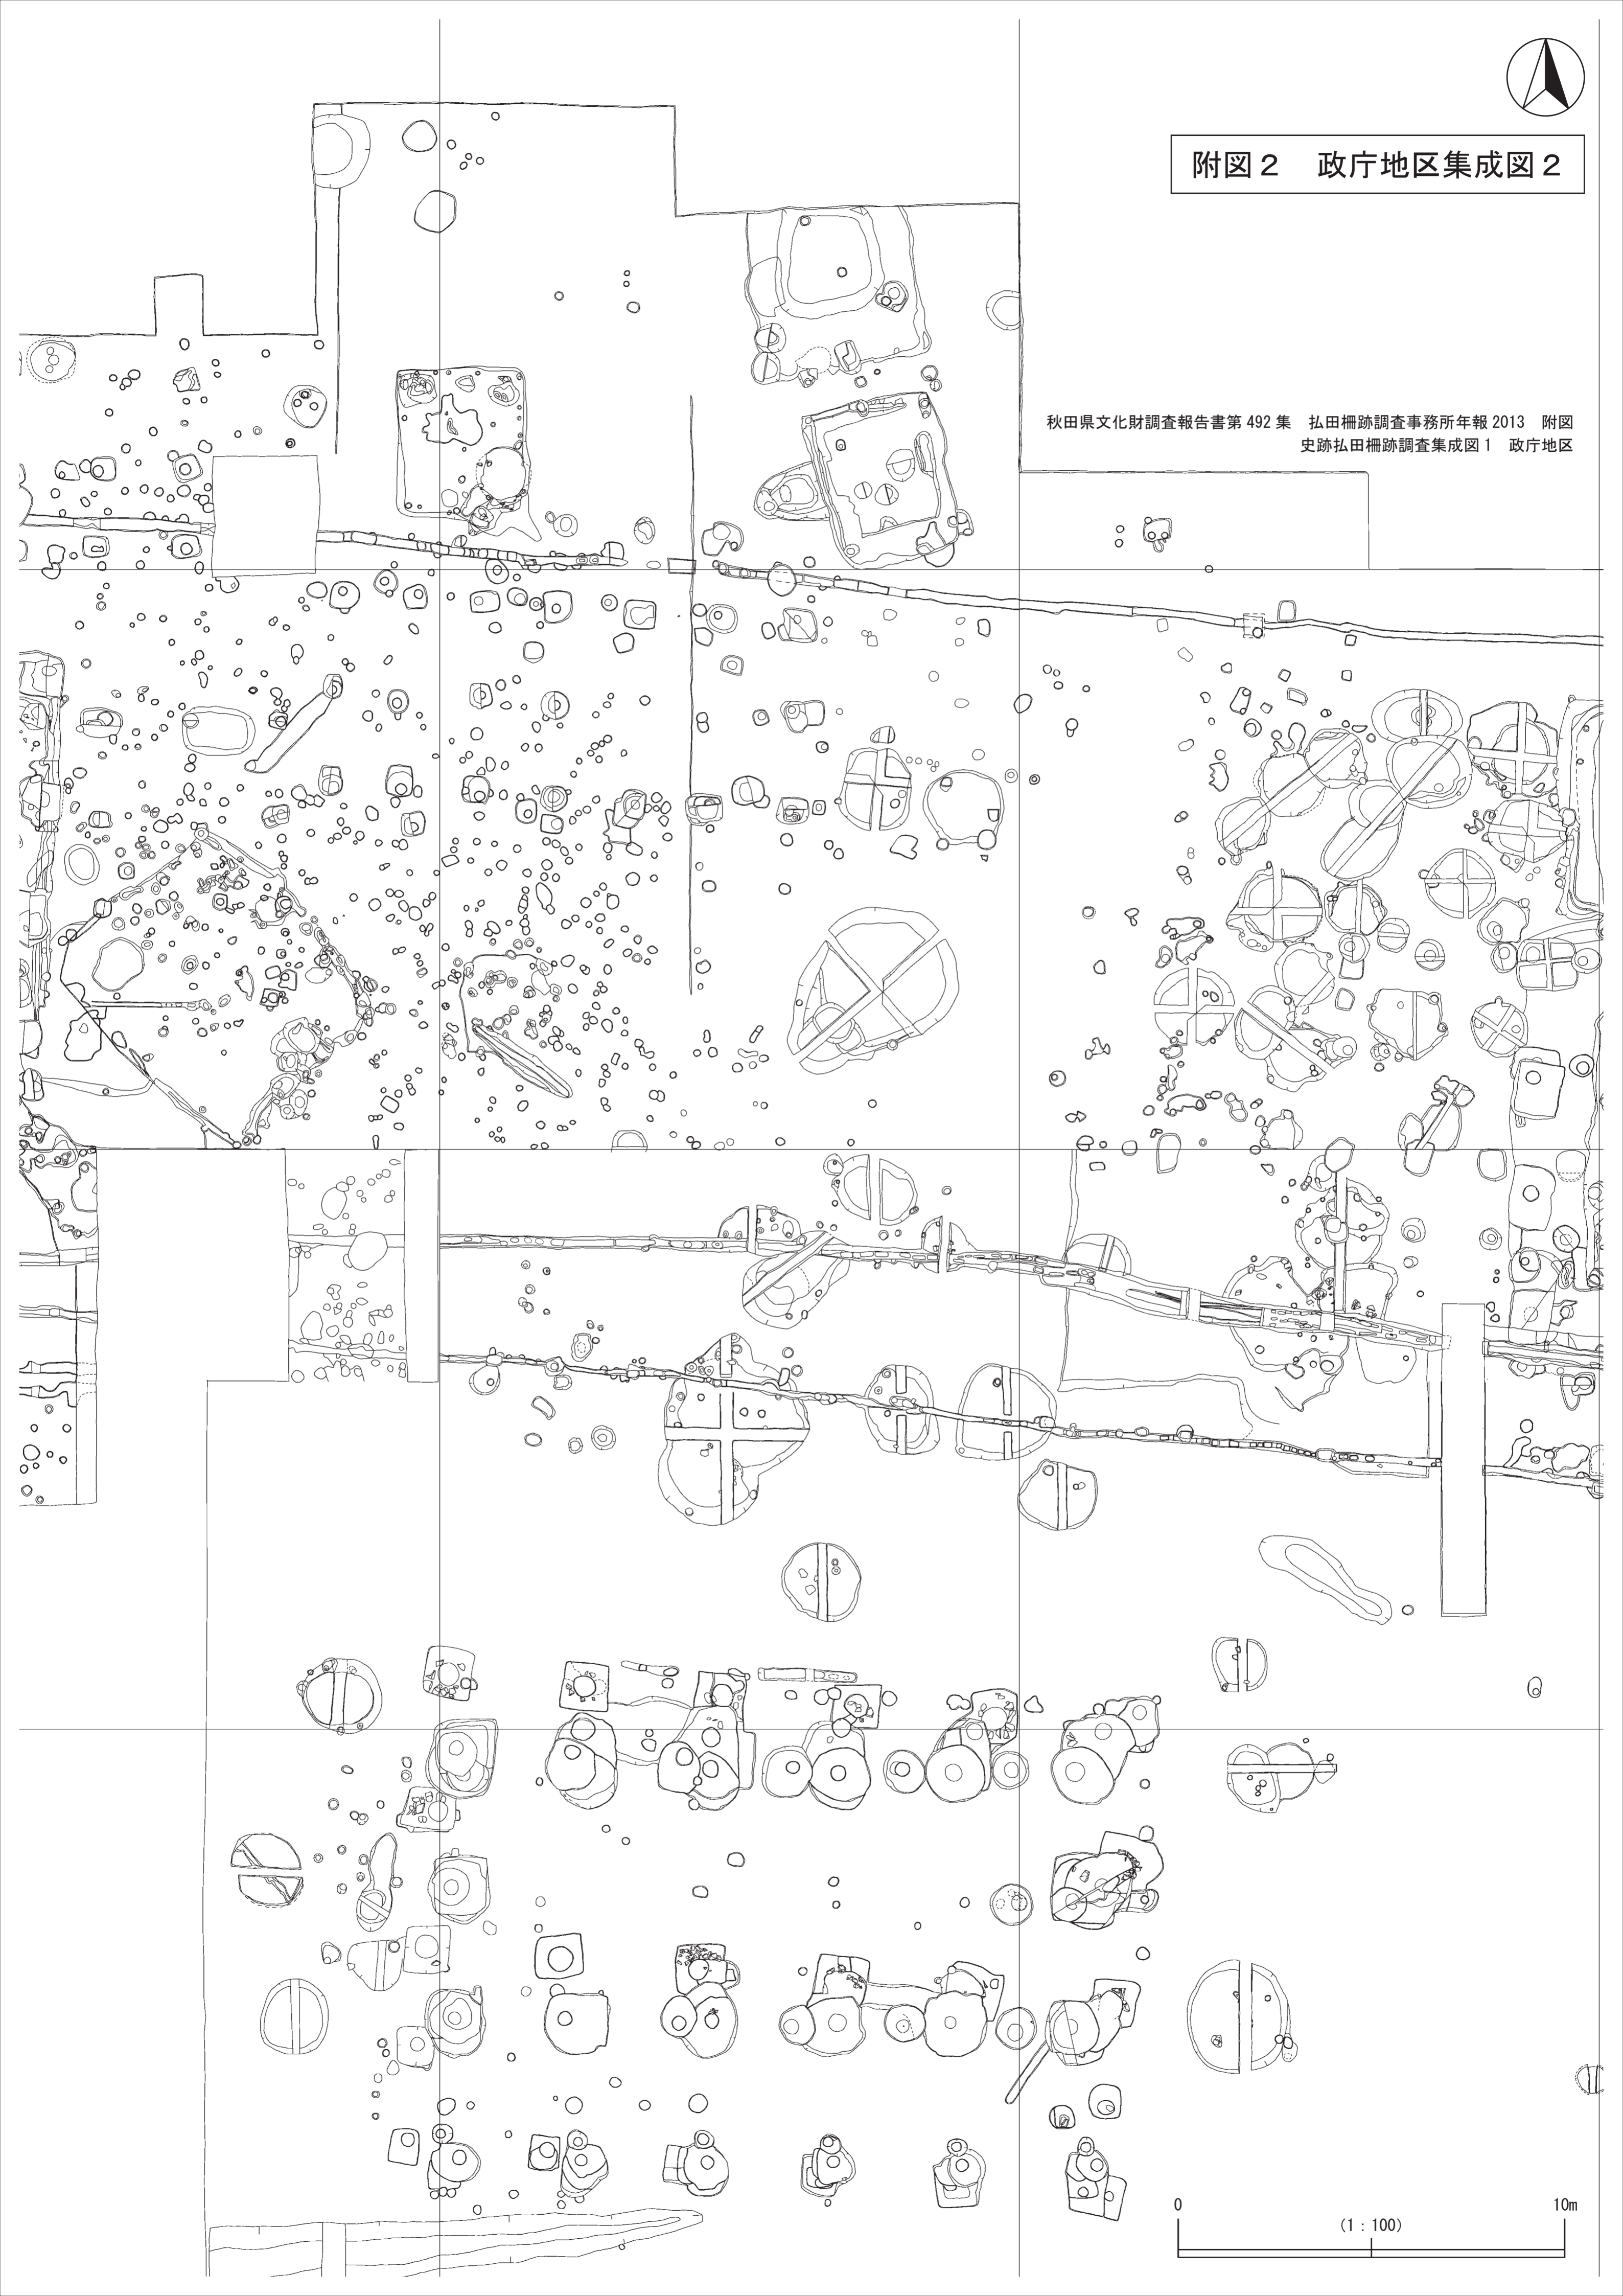 附図2 政庁地区集成図2
秋田県文化財調査報告書第 492 集 払田柵跡調査事務所年報 2013 附図
史跡払田柵跡調査集成図1 政庁地区
0 10m
(1:100)